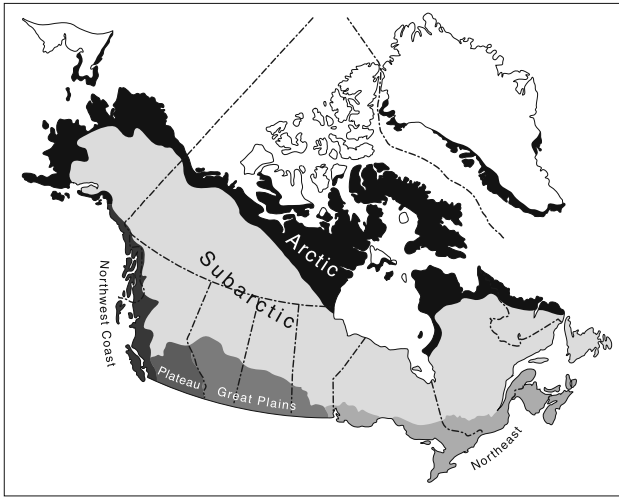 Arctic
Subarctic
Northwest Coast
Plateau
Great Plains
Northeast